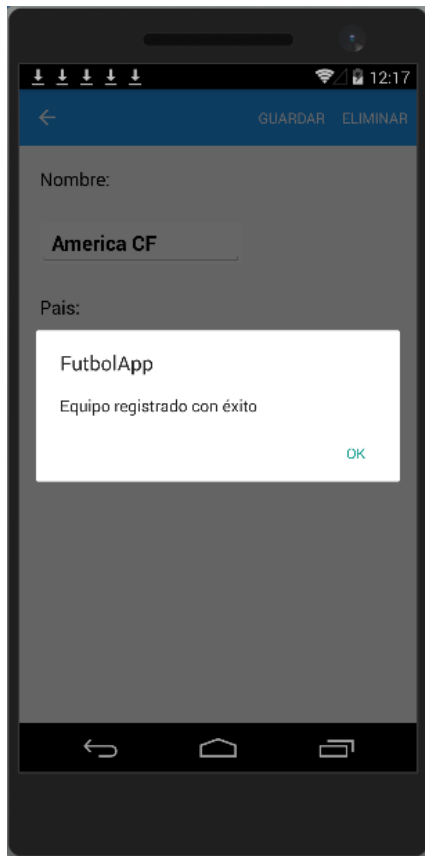 12:17
GUARDAR ELIMINAR
Nombre:
America CF
Pais:
FutbolApp
Equipo registrado con éxito
OK